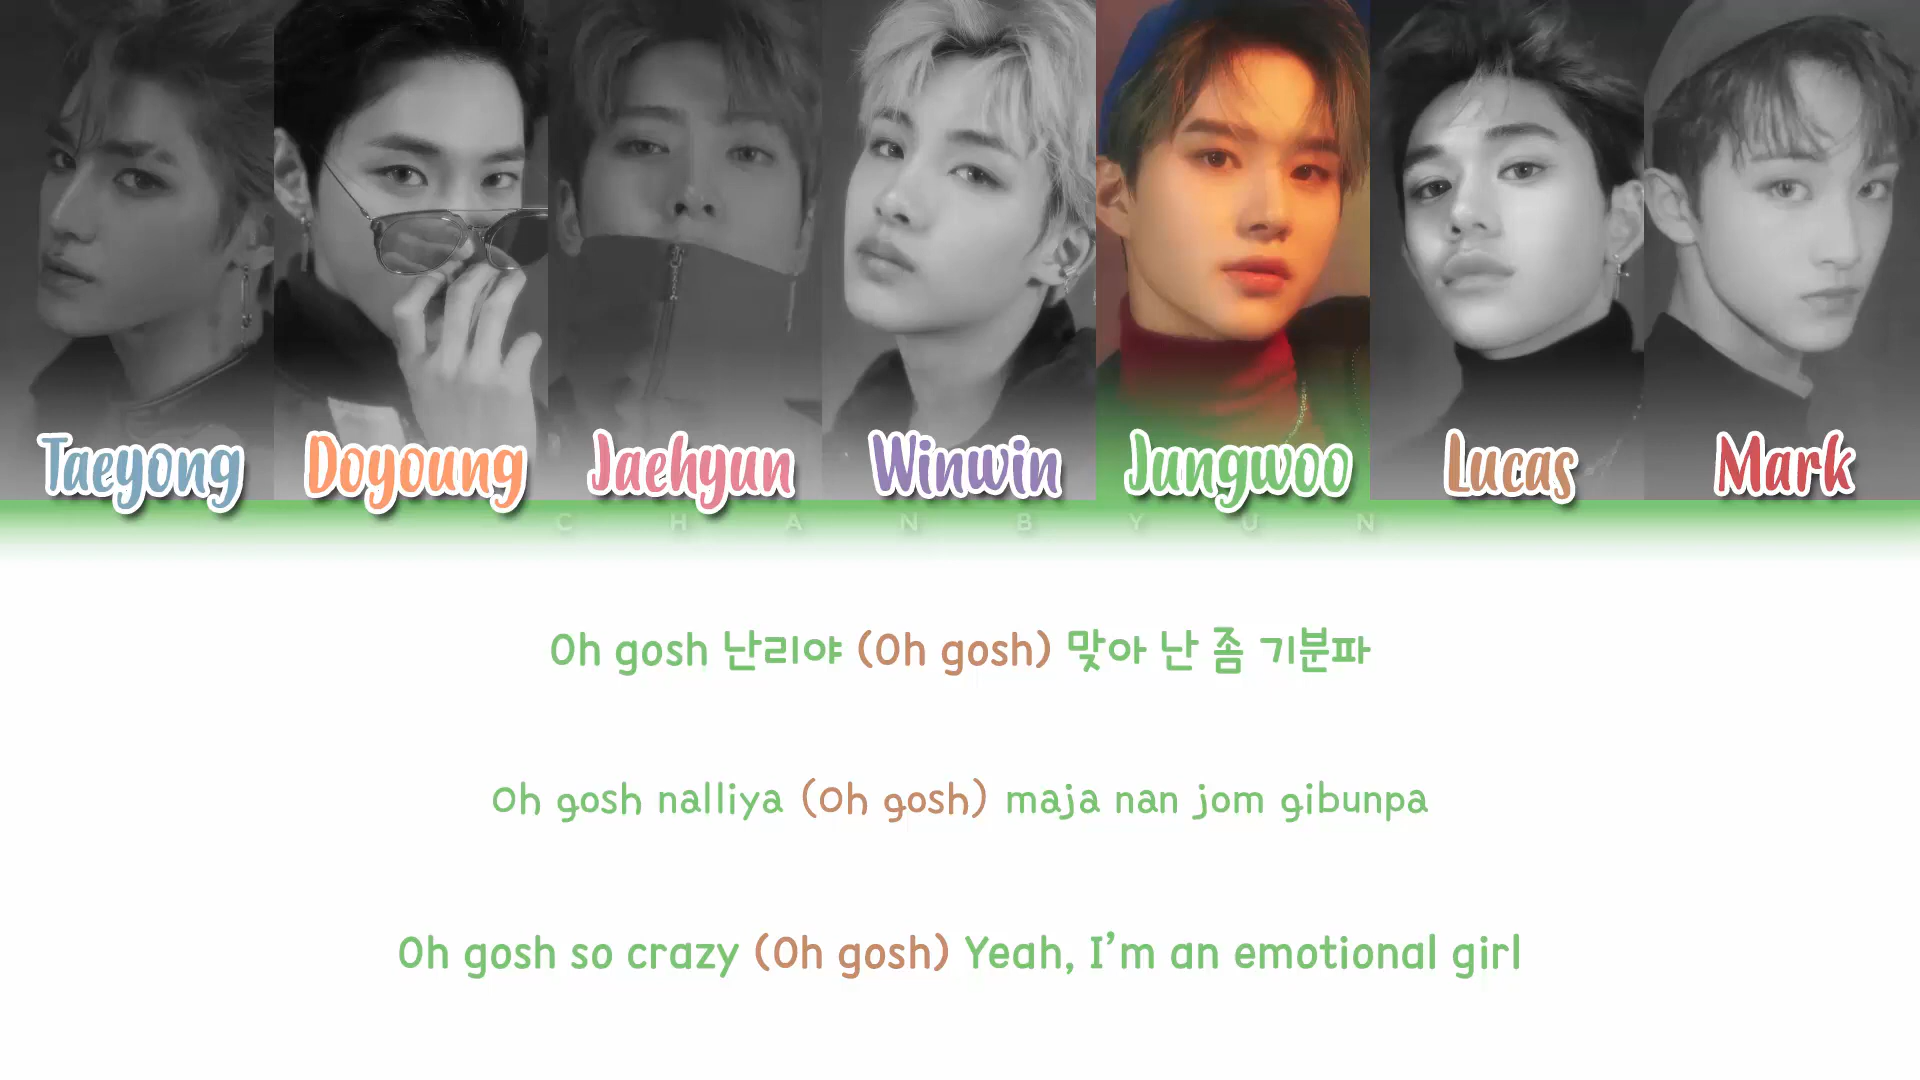 Taeyong Doyoung Jaehyun Winwin Jungwoo Lucas Mark
CHANBYUN
Oh gosh 난리야 (Oh gosh) 맞아 난 좀 기분파
Oh gosh nalliya (Oh gosh) maja nan jom gibunpa
Oh gosh so crazy (Oh gosh) Yeah, I'm an emotional girl